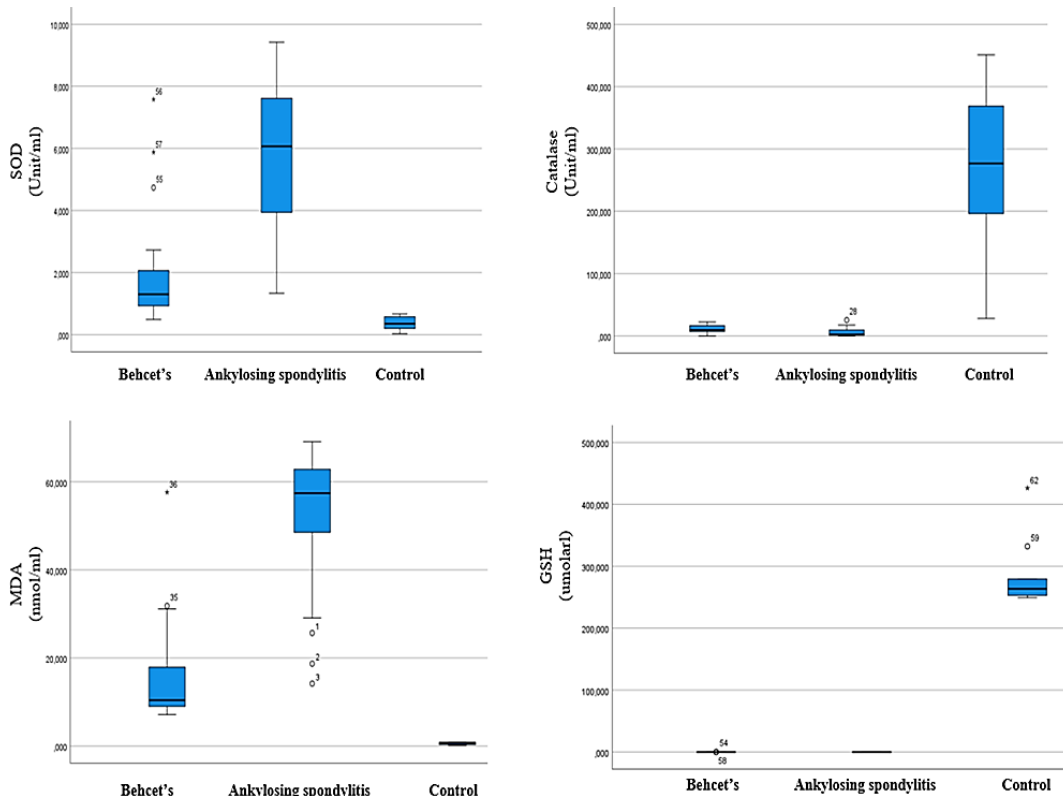 SOD
(Unit/ml)
10,000
8,000
6,000
4,000
2,000
,000
56
57
55
Behcet's Ankylosing spondylitis Control
Catalase
(Unit/ml)
500,000
400,000
300,000
200,000
100,000
,000
28
Behcet's Ankylosing spondylitis Control
MDA
(nmol/ml)
60,000
40,000
20,000
,000
36
35
1
2
3
Behcet's Ankylosing spondylitis Control
GSH
(umolarl)
500,000
400,000
300,000
200,000
100,000
,000
62
59
54
58
Behcet's Ankylosing spondylitis Control